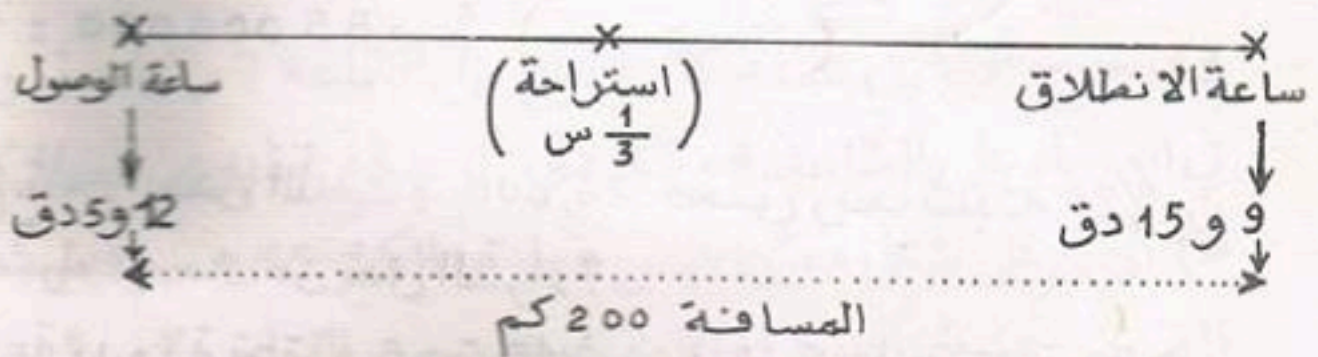 ساعة الانطلاق
9 و 15 دق
(استراحة
1/3 س)
ساعة الوصول
12 و 5 دق
المسافة 200 كم